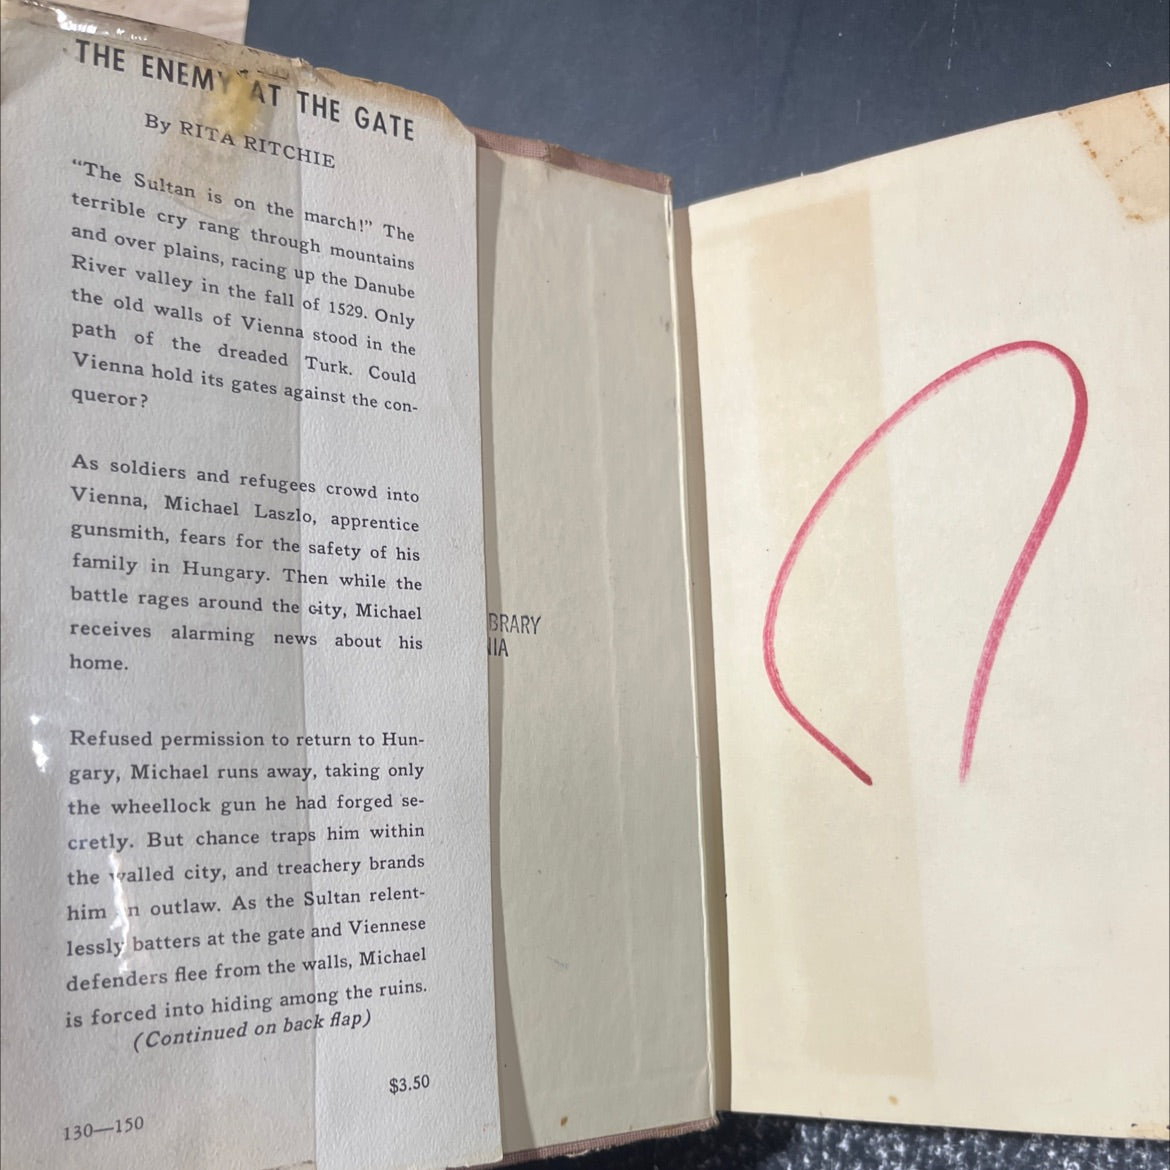 THE ENEMY AT THE GATE
By RITA RITCHIE
"The Sultan is on the march!" The
terrible cry rang through mountains
and over plains, racing up the Danube
River valley in the fall of 1529. Only
the old walls of Vienna stood in the
path of the dreaded Turk. Could
Vienna hold its gates against the con-
queror?
As soldiers and refugees crowd into
Vienna, Michael Laszlo, apprentice
gunsmith, fears for the safety of his
family in Hungary. Then while the
battle rages around the city, Michael
receives alarming news about his
home.
Refused permission to return to Hun-
gary, Michael runs away, taking only
the wheellock gun he had forged se-
cretly. But chance traps him within
the walled city, and treachery brands
him an outlaw. As the Sultan relent-
lessly batters at the gate and Viennese
defenders flee from the walls, Michael
is forced into hiding among the ruins.
(Continued on back flap)
$3.50
130—150
BRARY
NIA